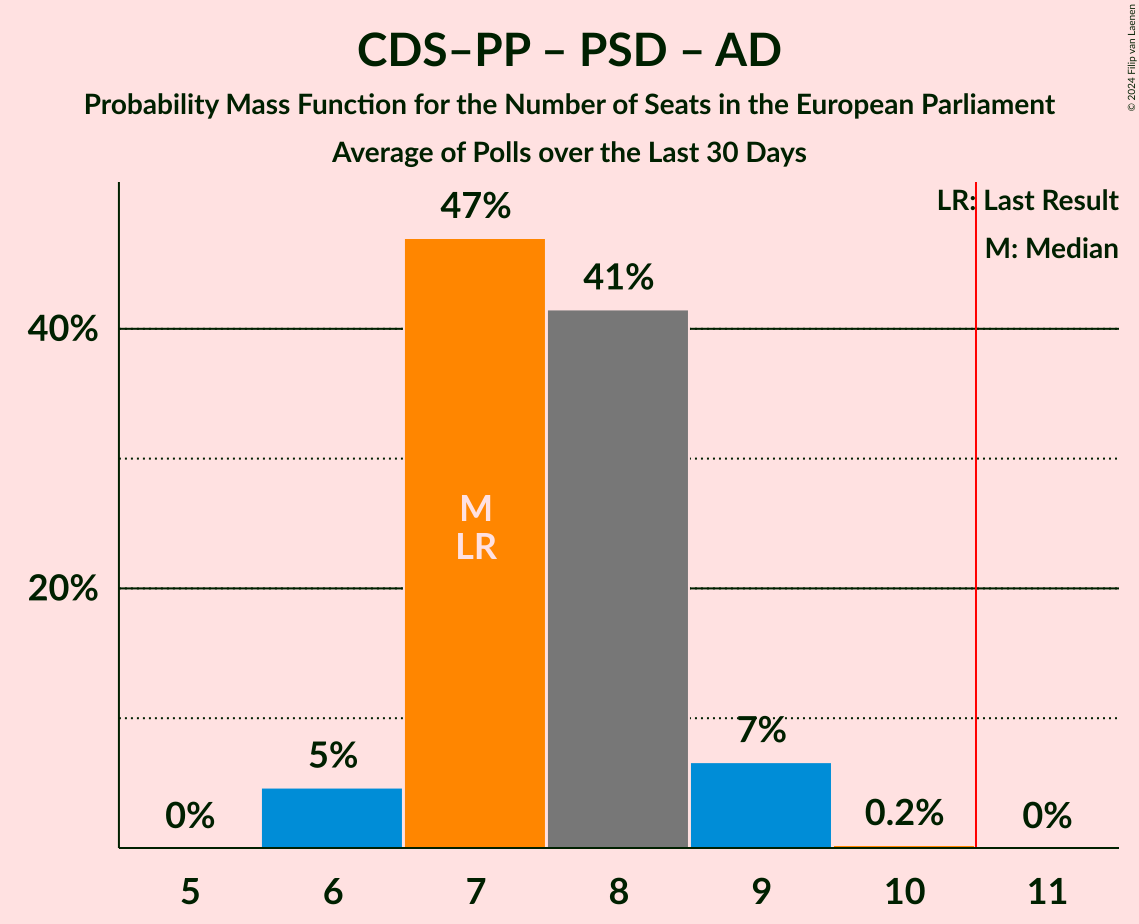 CDS–PP – PSD – AD
Probability Mass Function for the Number of Seats in the European Parliament
Average of Polls over the Last 30 Days
© 2024 Filip van Laenen
LR: Last Result
M: Median
47%
41%
40%
M
LR
20%
7%
5%
0%
0.2%
0%
5 6 7 8 9 10 11